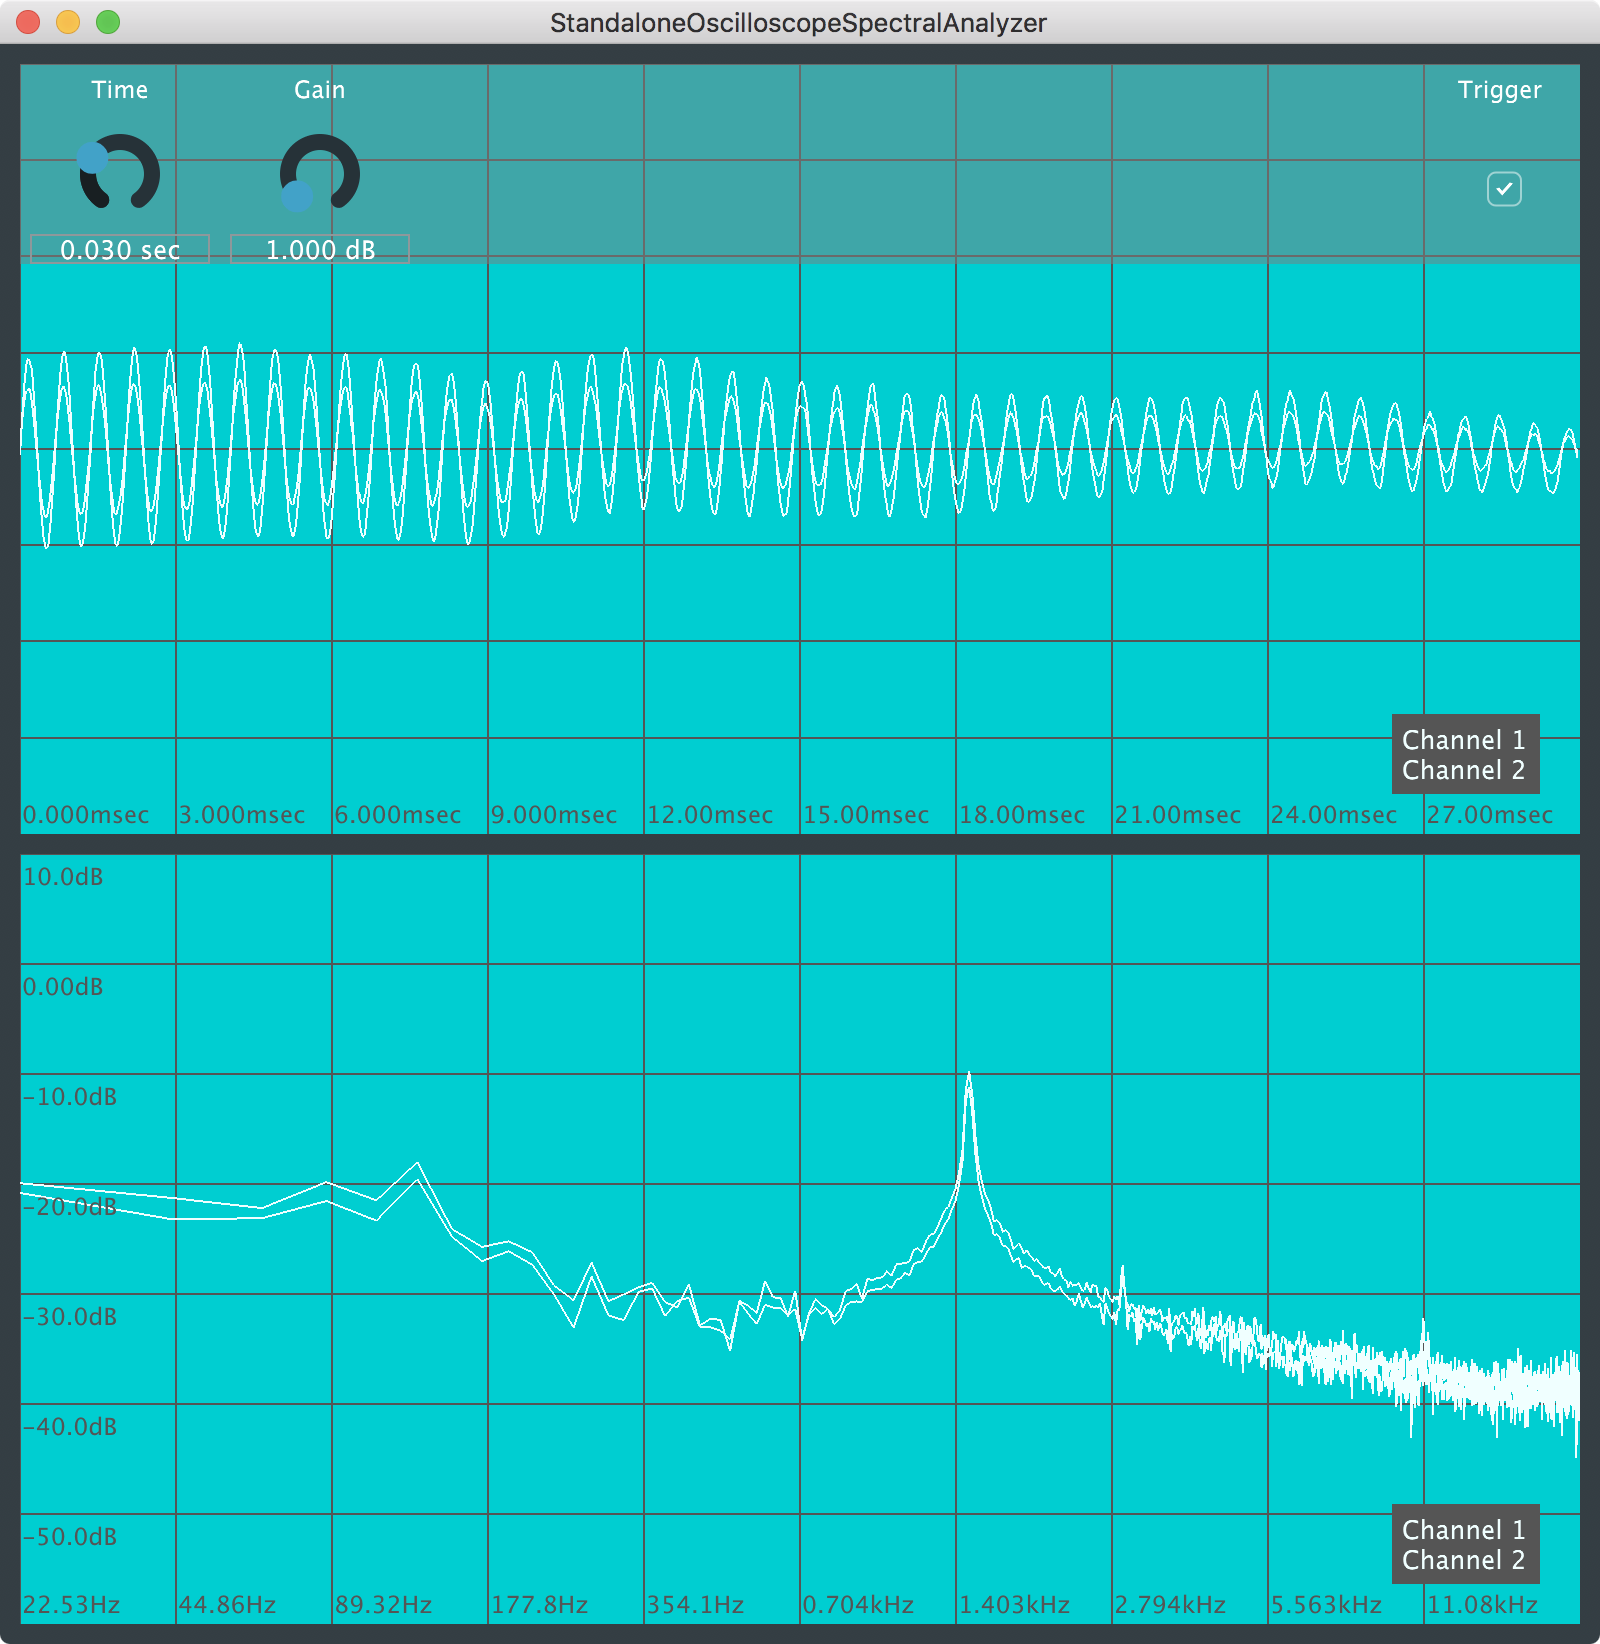 StandaloneOscilloscopeSpectralAnalyzer
Time Gain Trigger
0.030 sec 1.000 dB
Channel 1
Channel 2
0.000msec 3.000msec 6.000msec 9.000msec 12.00msec 15.00msec 18.00msec 21.00msec 24.00msec 27.00msec
10.0dB
0.00dB
-10.0dB
-20.0dB
-30.0dB
-40.0dB
-50.0dB
Channel 1
Channel 2
22.53Hz 44.86Hz 89.32Hz 177.8Hz 354.1Hz 0.704kHz 1.403kHz 2.794kHz 5.563kHz 11.08kHz